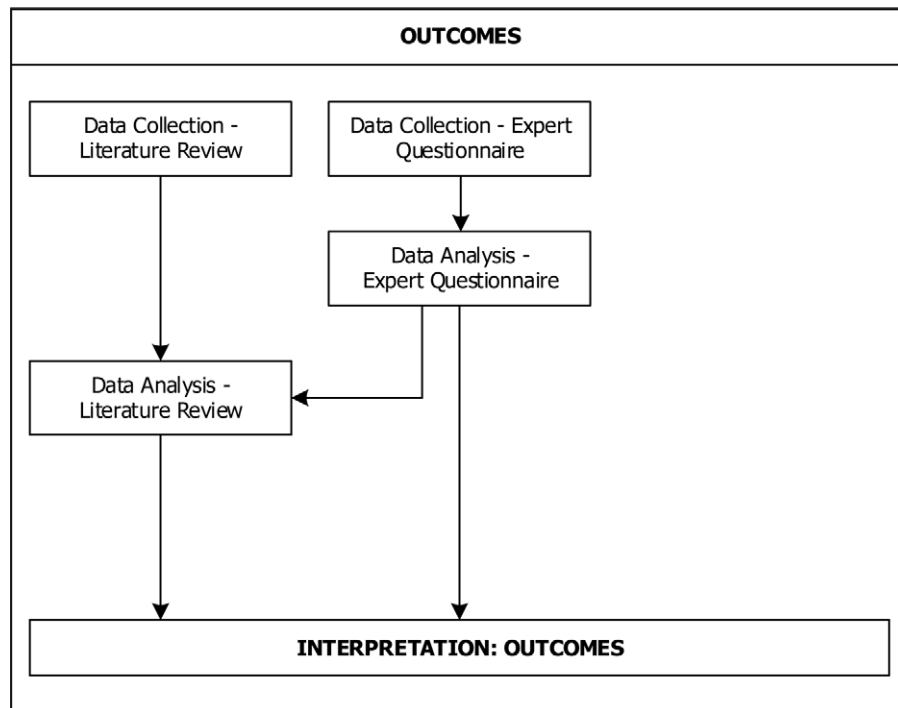 OUTCOMES
Data Collection -
Literature Review
Data Collection - Expert
Questionnaire
Data Analysis -
Expert Questionnaire
Data Analysis -
Literature Review
INTERPRETATION: OUTCOMES